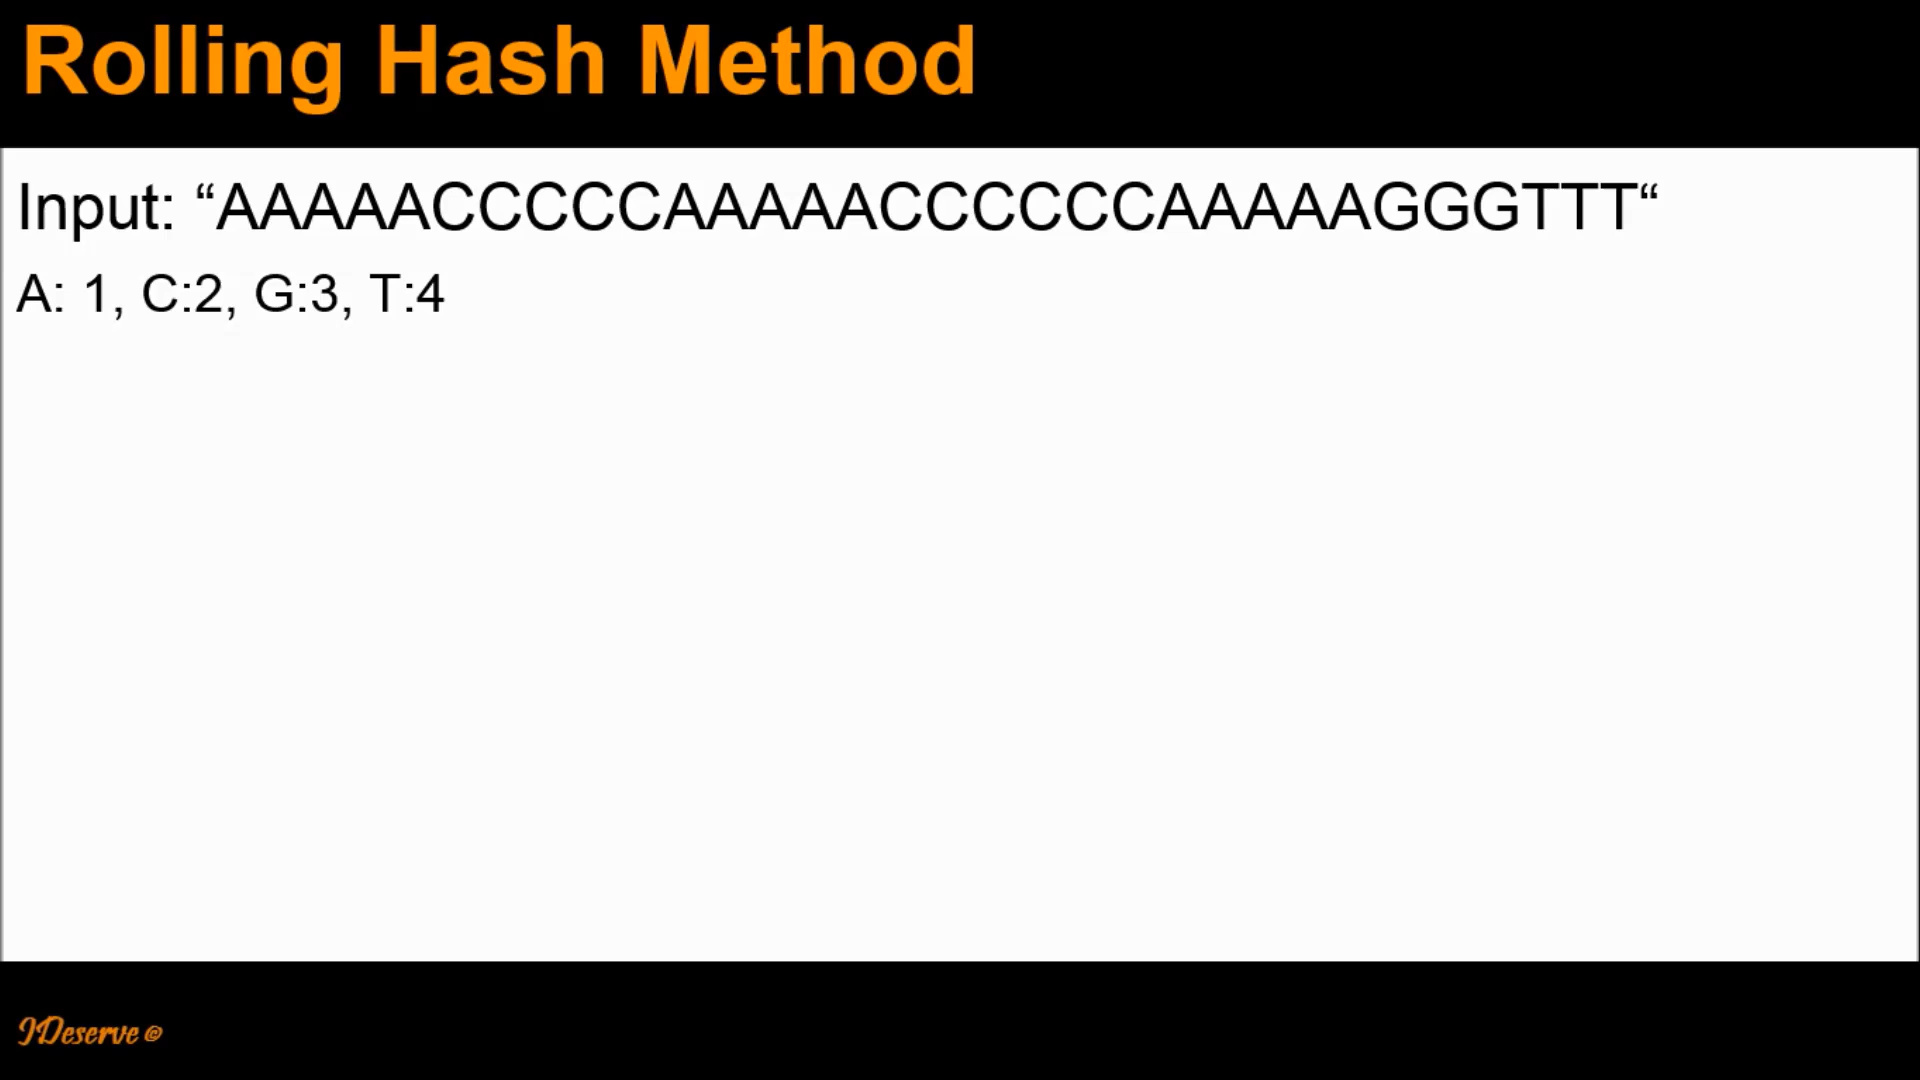 Rolling Hash Method
Input: “AAAAACCCCCAAAAACCCCCCAAAAAGGGTTT“
A: 1, C:2, G:3, T:4
IDeserve ©